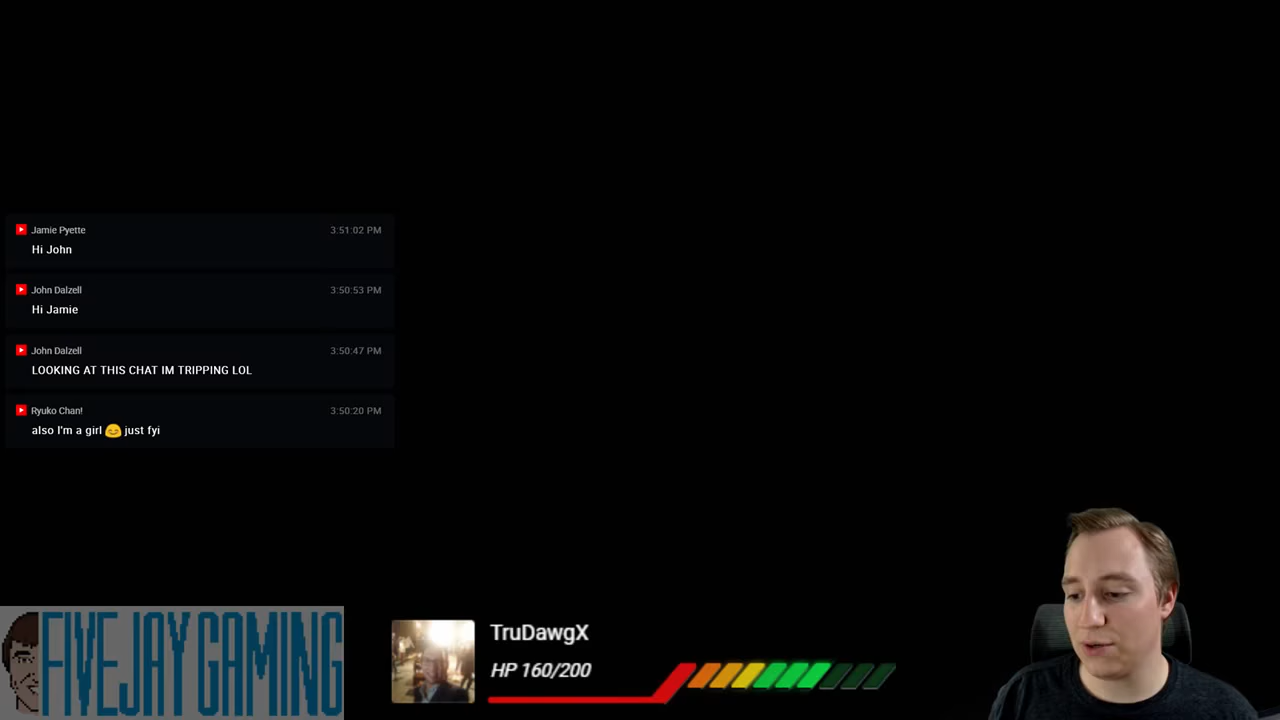 Jamie Pyette 3:51:02 PM
Hi John
John Dalzell 3:50:53 PM
Hi Jamie
John Dalzell 3:50:47 PM
LOOKING AT THIS CHAT IM TRIPPING LOL
Ryuko Chan! 3:50:20 PM
also I'm a girl 😊 just fyi
FIVEJAY GAMING
TruDawgX
HP 160/200